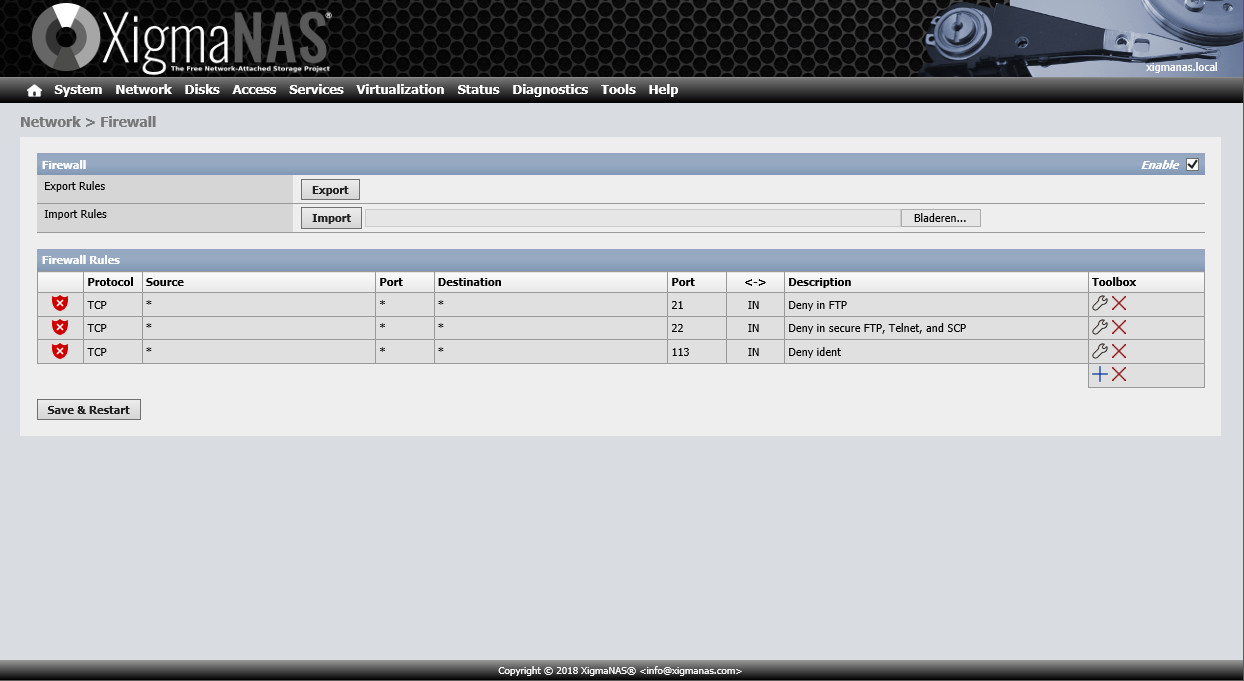 XigmaNAS®
The Free Network-Attached Storage Project
xigmanas.local
System Network Disks Access Services Virtualization Status Diagnostics Tools Help
Network > Firewall
Firewall Enable
Export Rules Export
Import Rules Import Bladeren...
Firewall Rules
Protocol Source Port Destination Port <-> Description Toolbox
TCP * * * 21 IN Deny in FTP
TCP * * * 22 IN Deny in secure FTP, Telnet, and SCP
TCP * * * 113 IN Deny ident
Save & Restart
Copyright © 2018 XigmaNAS® <info@xigmanas.com>